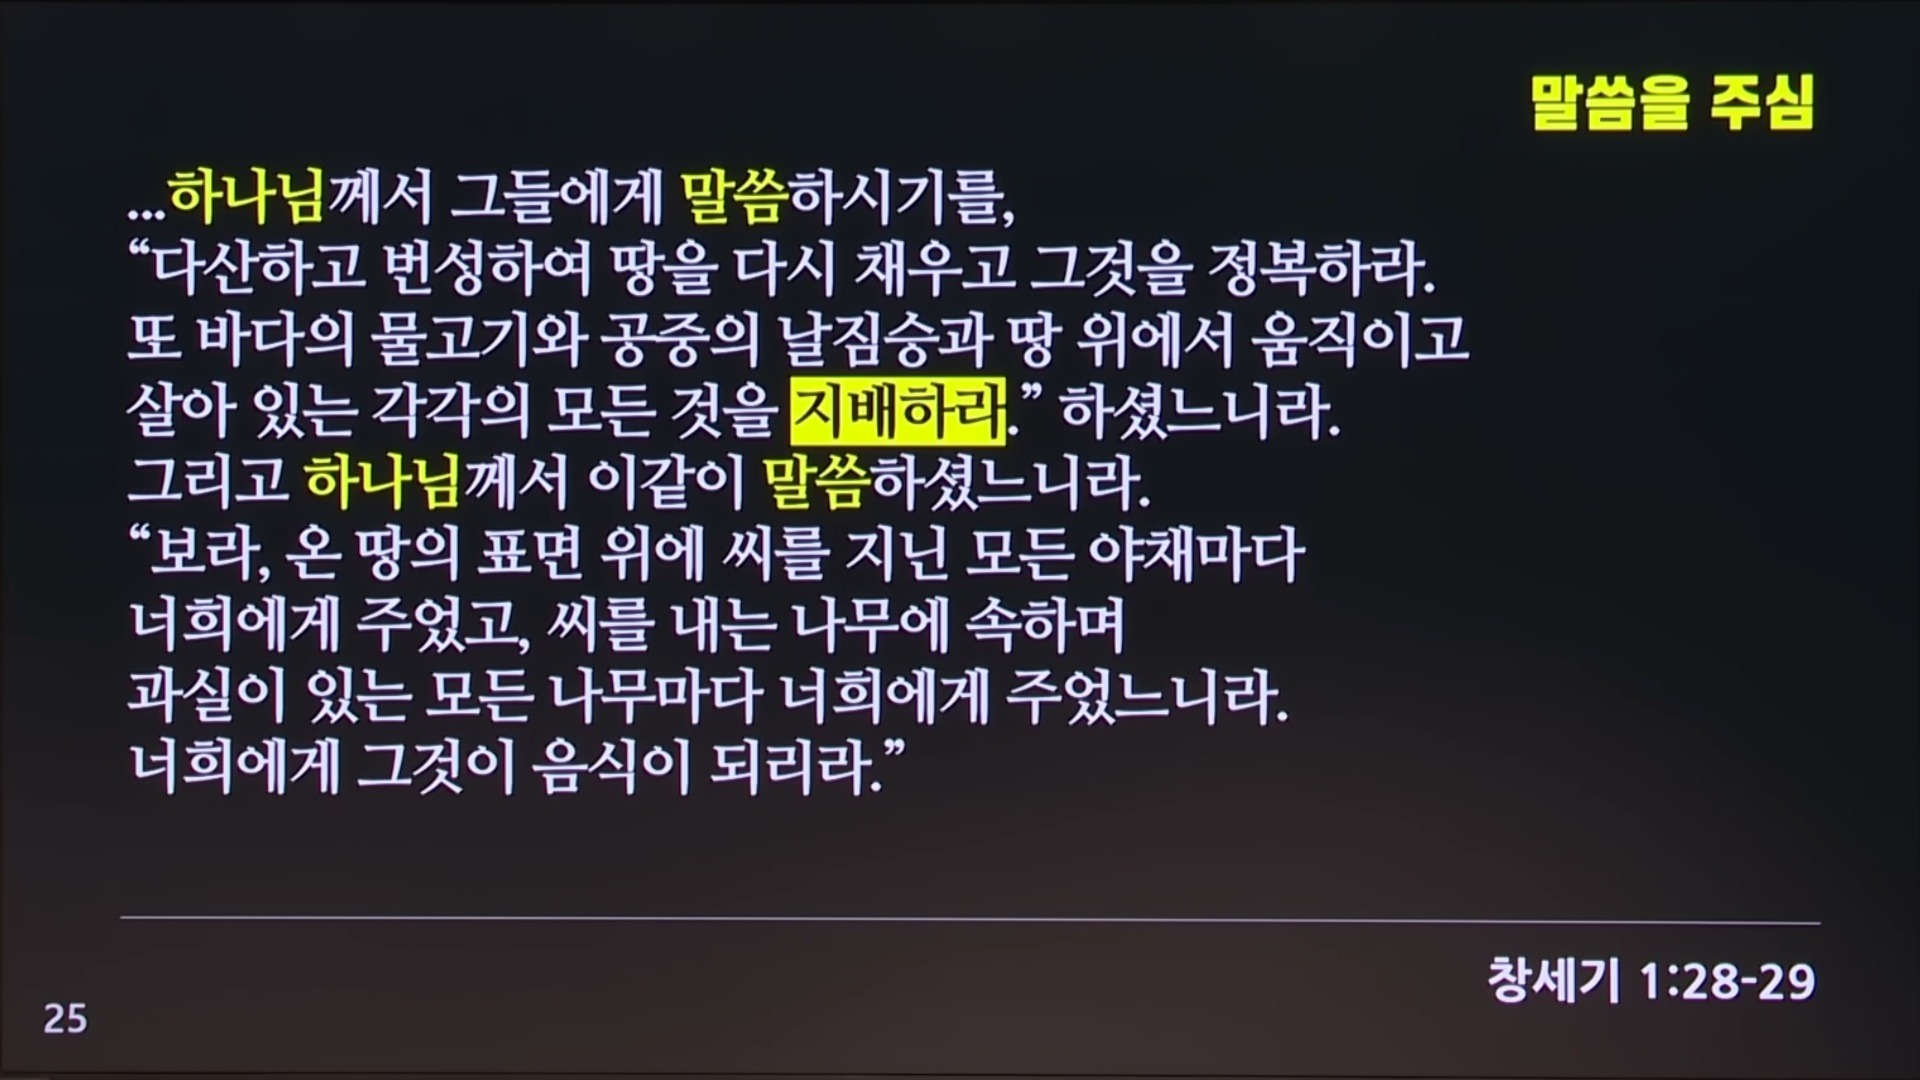 말씀을 주심
...하나님께서 그들에게 말씀하시기를,
“다산하고 번성하여 땅을 다시 채우고 그것을 정복하라.
또 바다의 물고기와 공중의 날짐승과 땅 위에서 움직이고
살아 있는 각각의 모든 것을 지배하라.” 하셨느니라.
그리고 하나님께서 이같이 말씀하셨느니라.
“보라, 온 땅의 표면 위에 씨를 지닌 모든 야채마다
너희에게 주었고, 씨를 내는 나무에 속하며
과실이 있는 모든 나무마다 너희에게 주었느니라.
너희에게 그것이 음식이 되리라.”
창세기 1:28-29
25